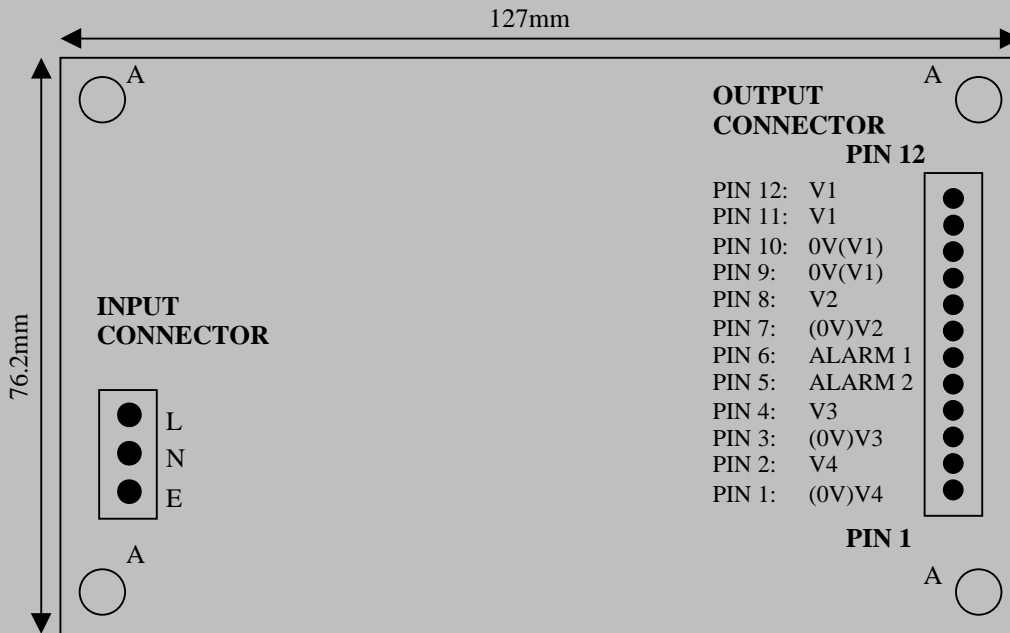 127mm
A
A
OUTPUT
CONNECTOR
PIN 12
PIN 12: V1
PIN 11: V1
PIN 10: 0V(V1)
PIN 9: 0V(V1)
PIN 8: V2
PIN 7: (0V)V2
PIN 6: ALARM 1
PIN 5: ALARM 2
PIN 4: V3
PIN 3: (0V)V3
PIN 2: V4
PIN 1: (0V)V4
PIN 1
76.2mm
INPUT
CONNECTOR
L
N
E
A
A